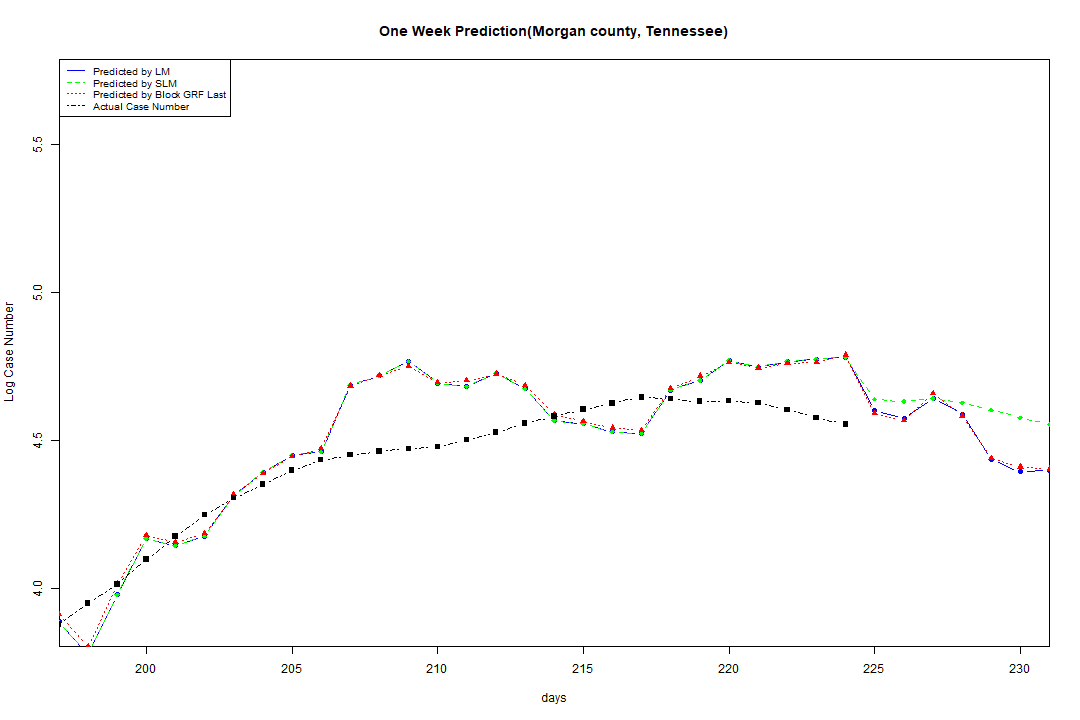 One Week Prediction(Morgan county, Tennessee)
Predicted by LM
Predicted by SLM
Predicted by Block GRF Last
Actual Case Number
5.5
5.0
4.5
4.0
Log Case Number
200 205 210 215 220 225 230
days